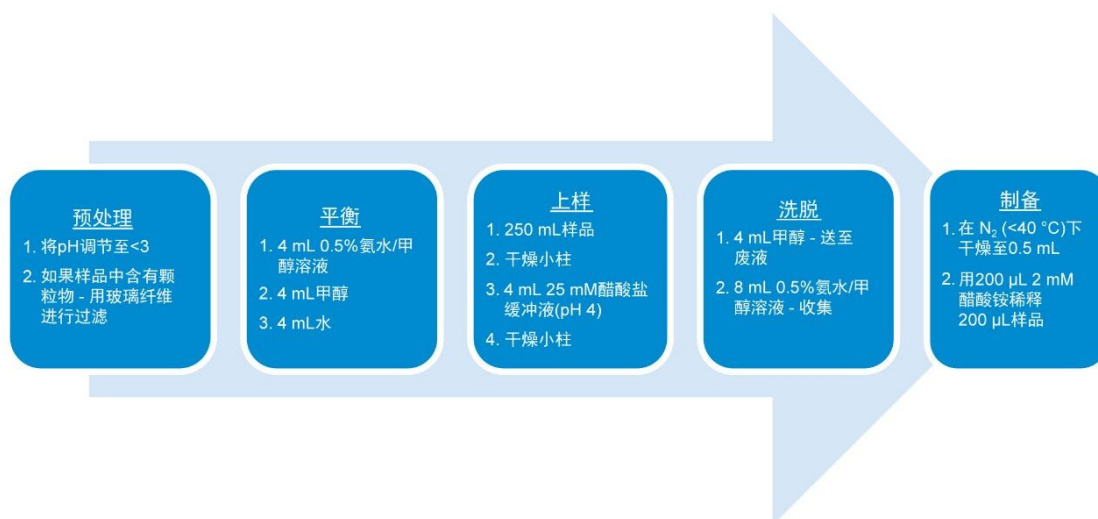 预处理
1. 将pH调节至<3
2. 如果样品中含有颗
粒物 - 用玻璃纤维
进行过滤
平衡
1. 4 mL 0.5%氨水/甲
醇溶液
2. 4 mL甲醇
3. 4 mL水
上样
1. 250 mL样品
2. 干燥小柱
3. 4 mL 25 mM醋酸盐
缓冲液(pH 4)
4. 干燥小柱
洗脱
1. 4 mL甲醇 - 送至
废液
2. 8 mL 0.5%氨水/甲
醇溶液 - 收集
制备
1. 在 N₂ (<40 °C)下
干燥至0.5 mL
2. 用200 µL 2 mM
醋酸铵稀释
200 µL样品